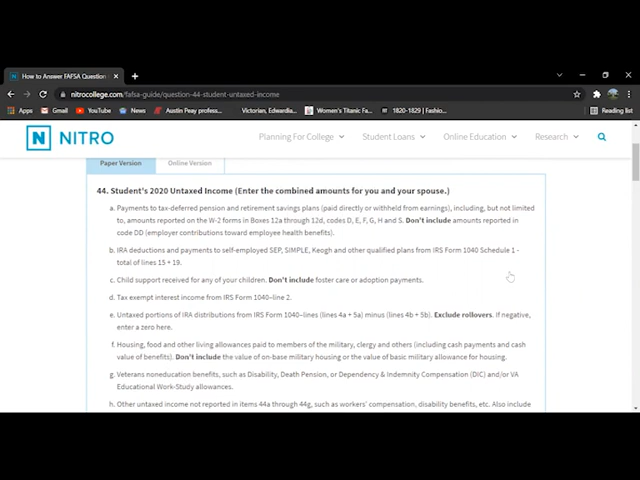 How to Answer FAFSA Question
nitrocollege.com/fafsa-guide/question-44-student-untaxed-income
Apps
Gmail
YouTube
News
Austin Peay profess...
Victorian, Edwardia...
Women's Titanic Fa...
1820-1829 | Fashio...
Reading list
N NITRO
Planning For College
Student Loans
Online Education
Research
Paper Version
Online Version
44. Student's 2020 Untaxed Income (Enter the combined amounts for you and your spouse.)
a. Payments to tax-deferred pension and retirement savings plans (paid directly or withheld from earnings), including, but not limited
to, amounts reported on the W-2 forms in Boxes 12a through 12d, codes D, E, F, G, H and S. Don't include amounts reported in
code DD (employer contributions toward employee health benefits).
b. IRA deductions and payments to self-employed SEP, SIMPLE, Keogh and other qualified plans from IRS Form 1040 Schedule 1 -
total of lines 15 + 19.
c. Child support received for any of your children. Don't include foster care or adoption payments.
d. Tax exempt interest income from IRS Form 1040–line 2.
e. Untaxed portions of IRA distributions from IRS Form 1040–lines (lines 4a + 5a) minus (lines 4b + 5b). Exclude rollovers. If negative,
enter a zero here.
f. Housing, food and other living allowances paid to members of the military, clergy and others (including cash payments and cash
value of benefits). Don't include the value of on-base military housing or the value of basic military allowance for housing.
g. Veterans noneducation benefits, such as Disability, Death Pension, or Dependency & Indemnity Compensation (DIC) and/or VA
Educational Work-Study allowances.
h. Other untaxed income not reported in items 44a through 44g, such as workers' compensation, disability benefits, etc. Also include